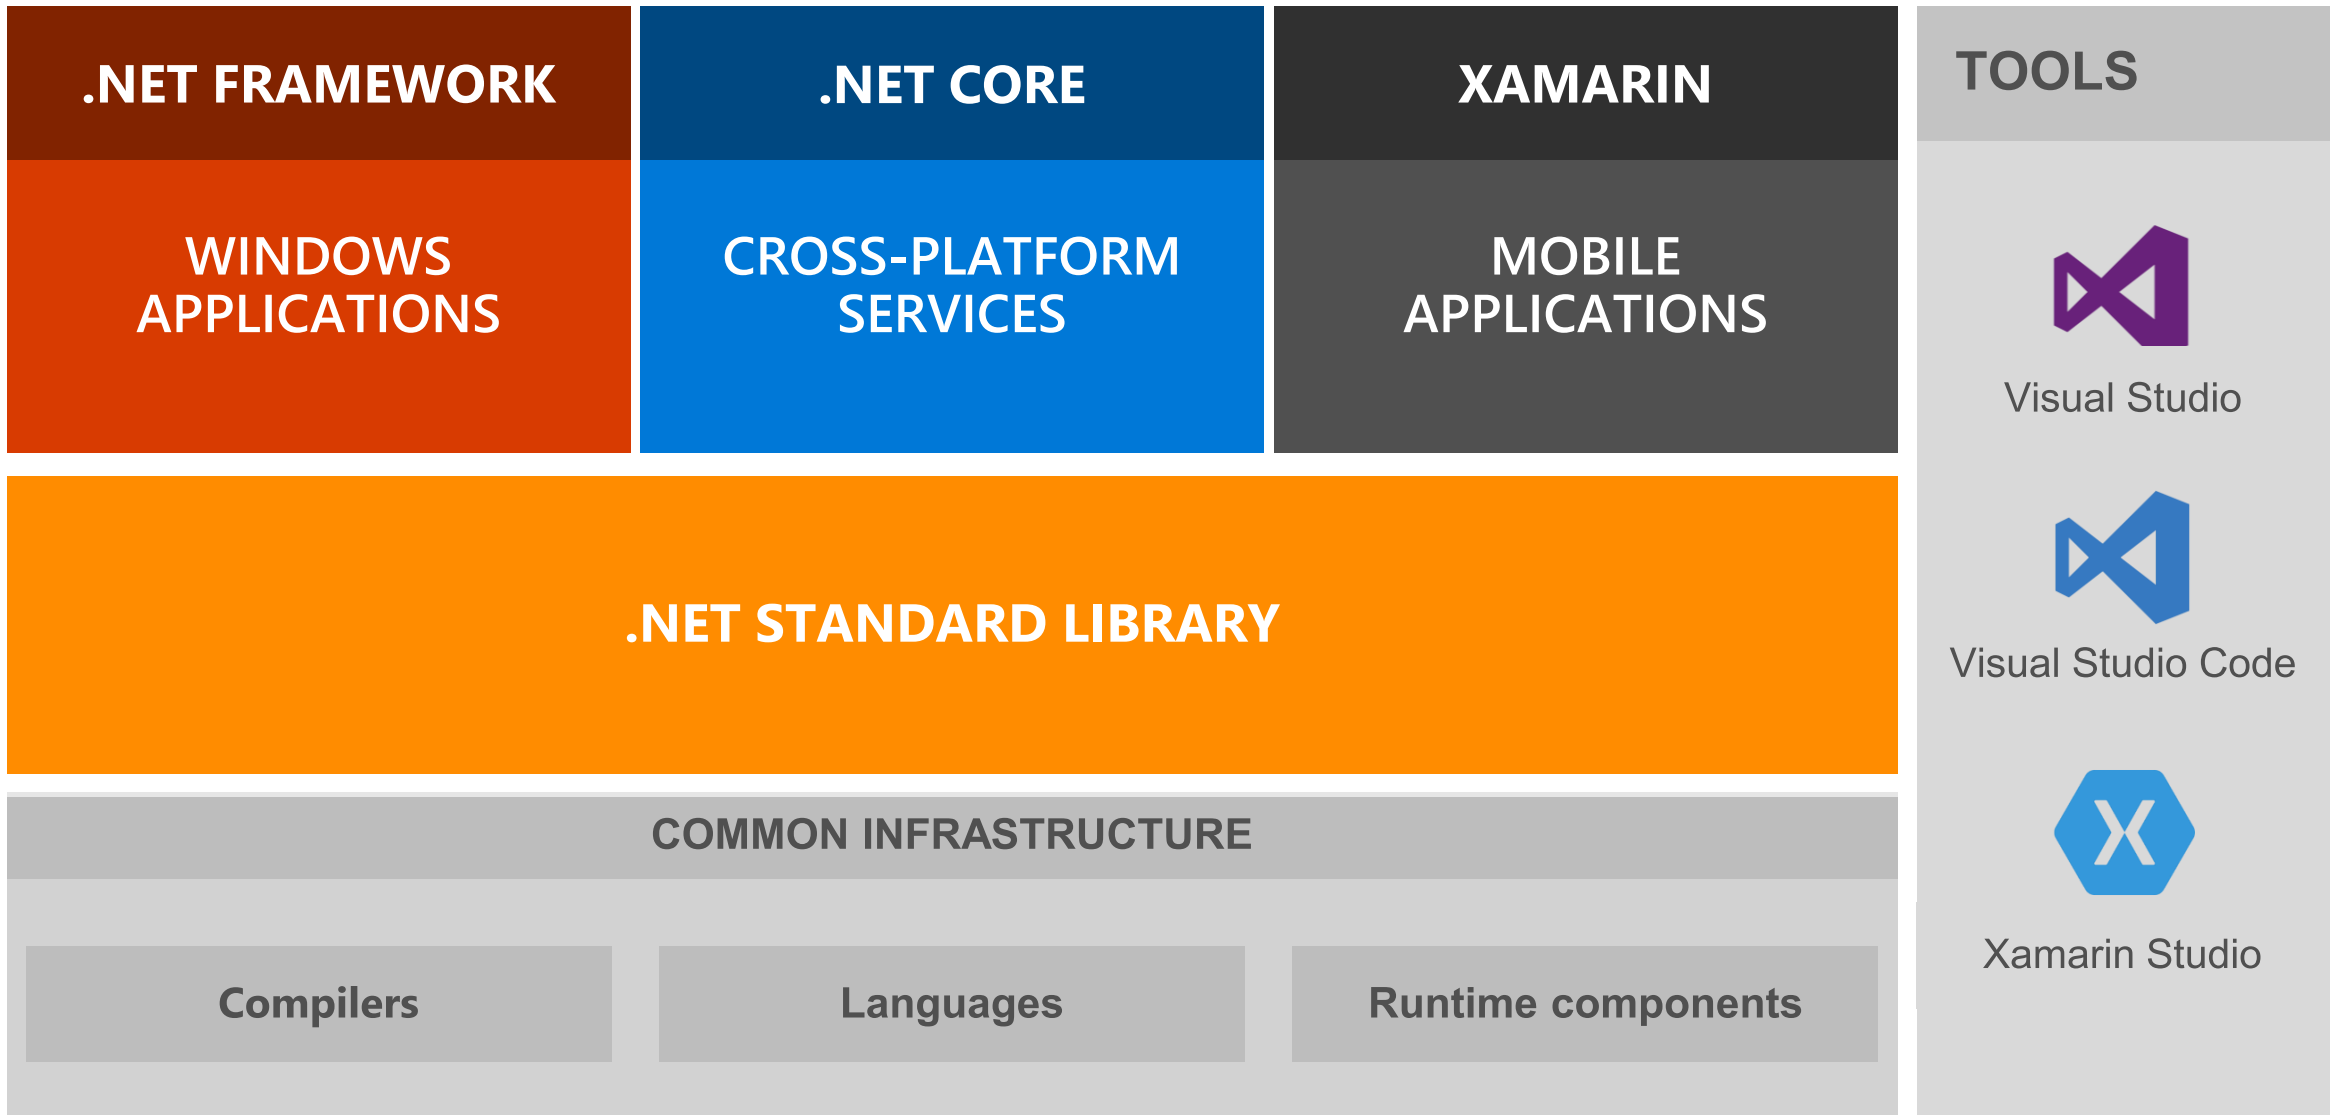 .NET FRAMEWORK
WINDOWS
APPLICATIONS
.NET CORE
CROSS-PLATFORM
SERVICES
XAMARIN
MOBILE
APPLICATIONS
.NET STANDARD LIBRARY
COMMON INFRASTRUCTURE
Compilers
Languages
Runtime components
TOOLS
Visual Studio
Visual Studio Code
Xamarin Studio